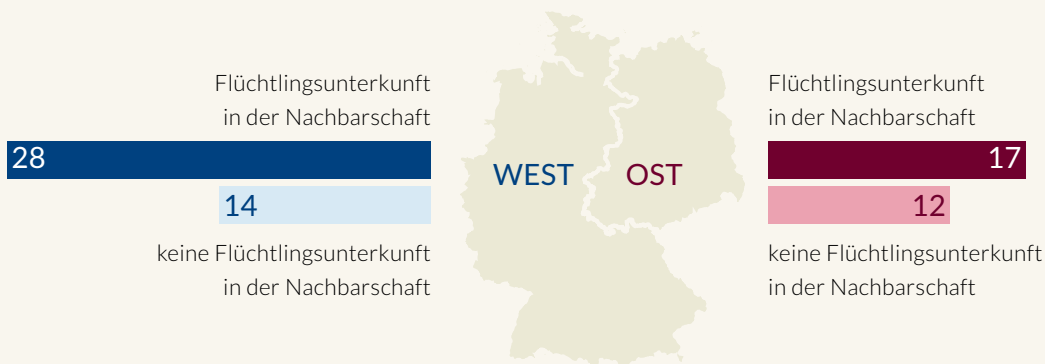 Flüchtlingsunterkunft
in der Nachbarschaft
28
14
keine Flüchtlingsunterkunft
in der Nachbarschaft
WEST
OST
Flüchtlingsunterkunft
in der Nachbarschaft
17
12
keine Flüchtlingsunterkunft
in der Nachbarschaft